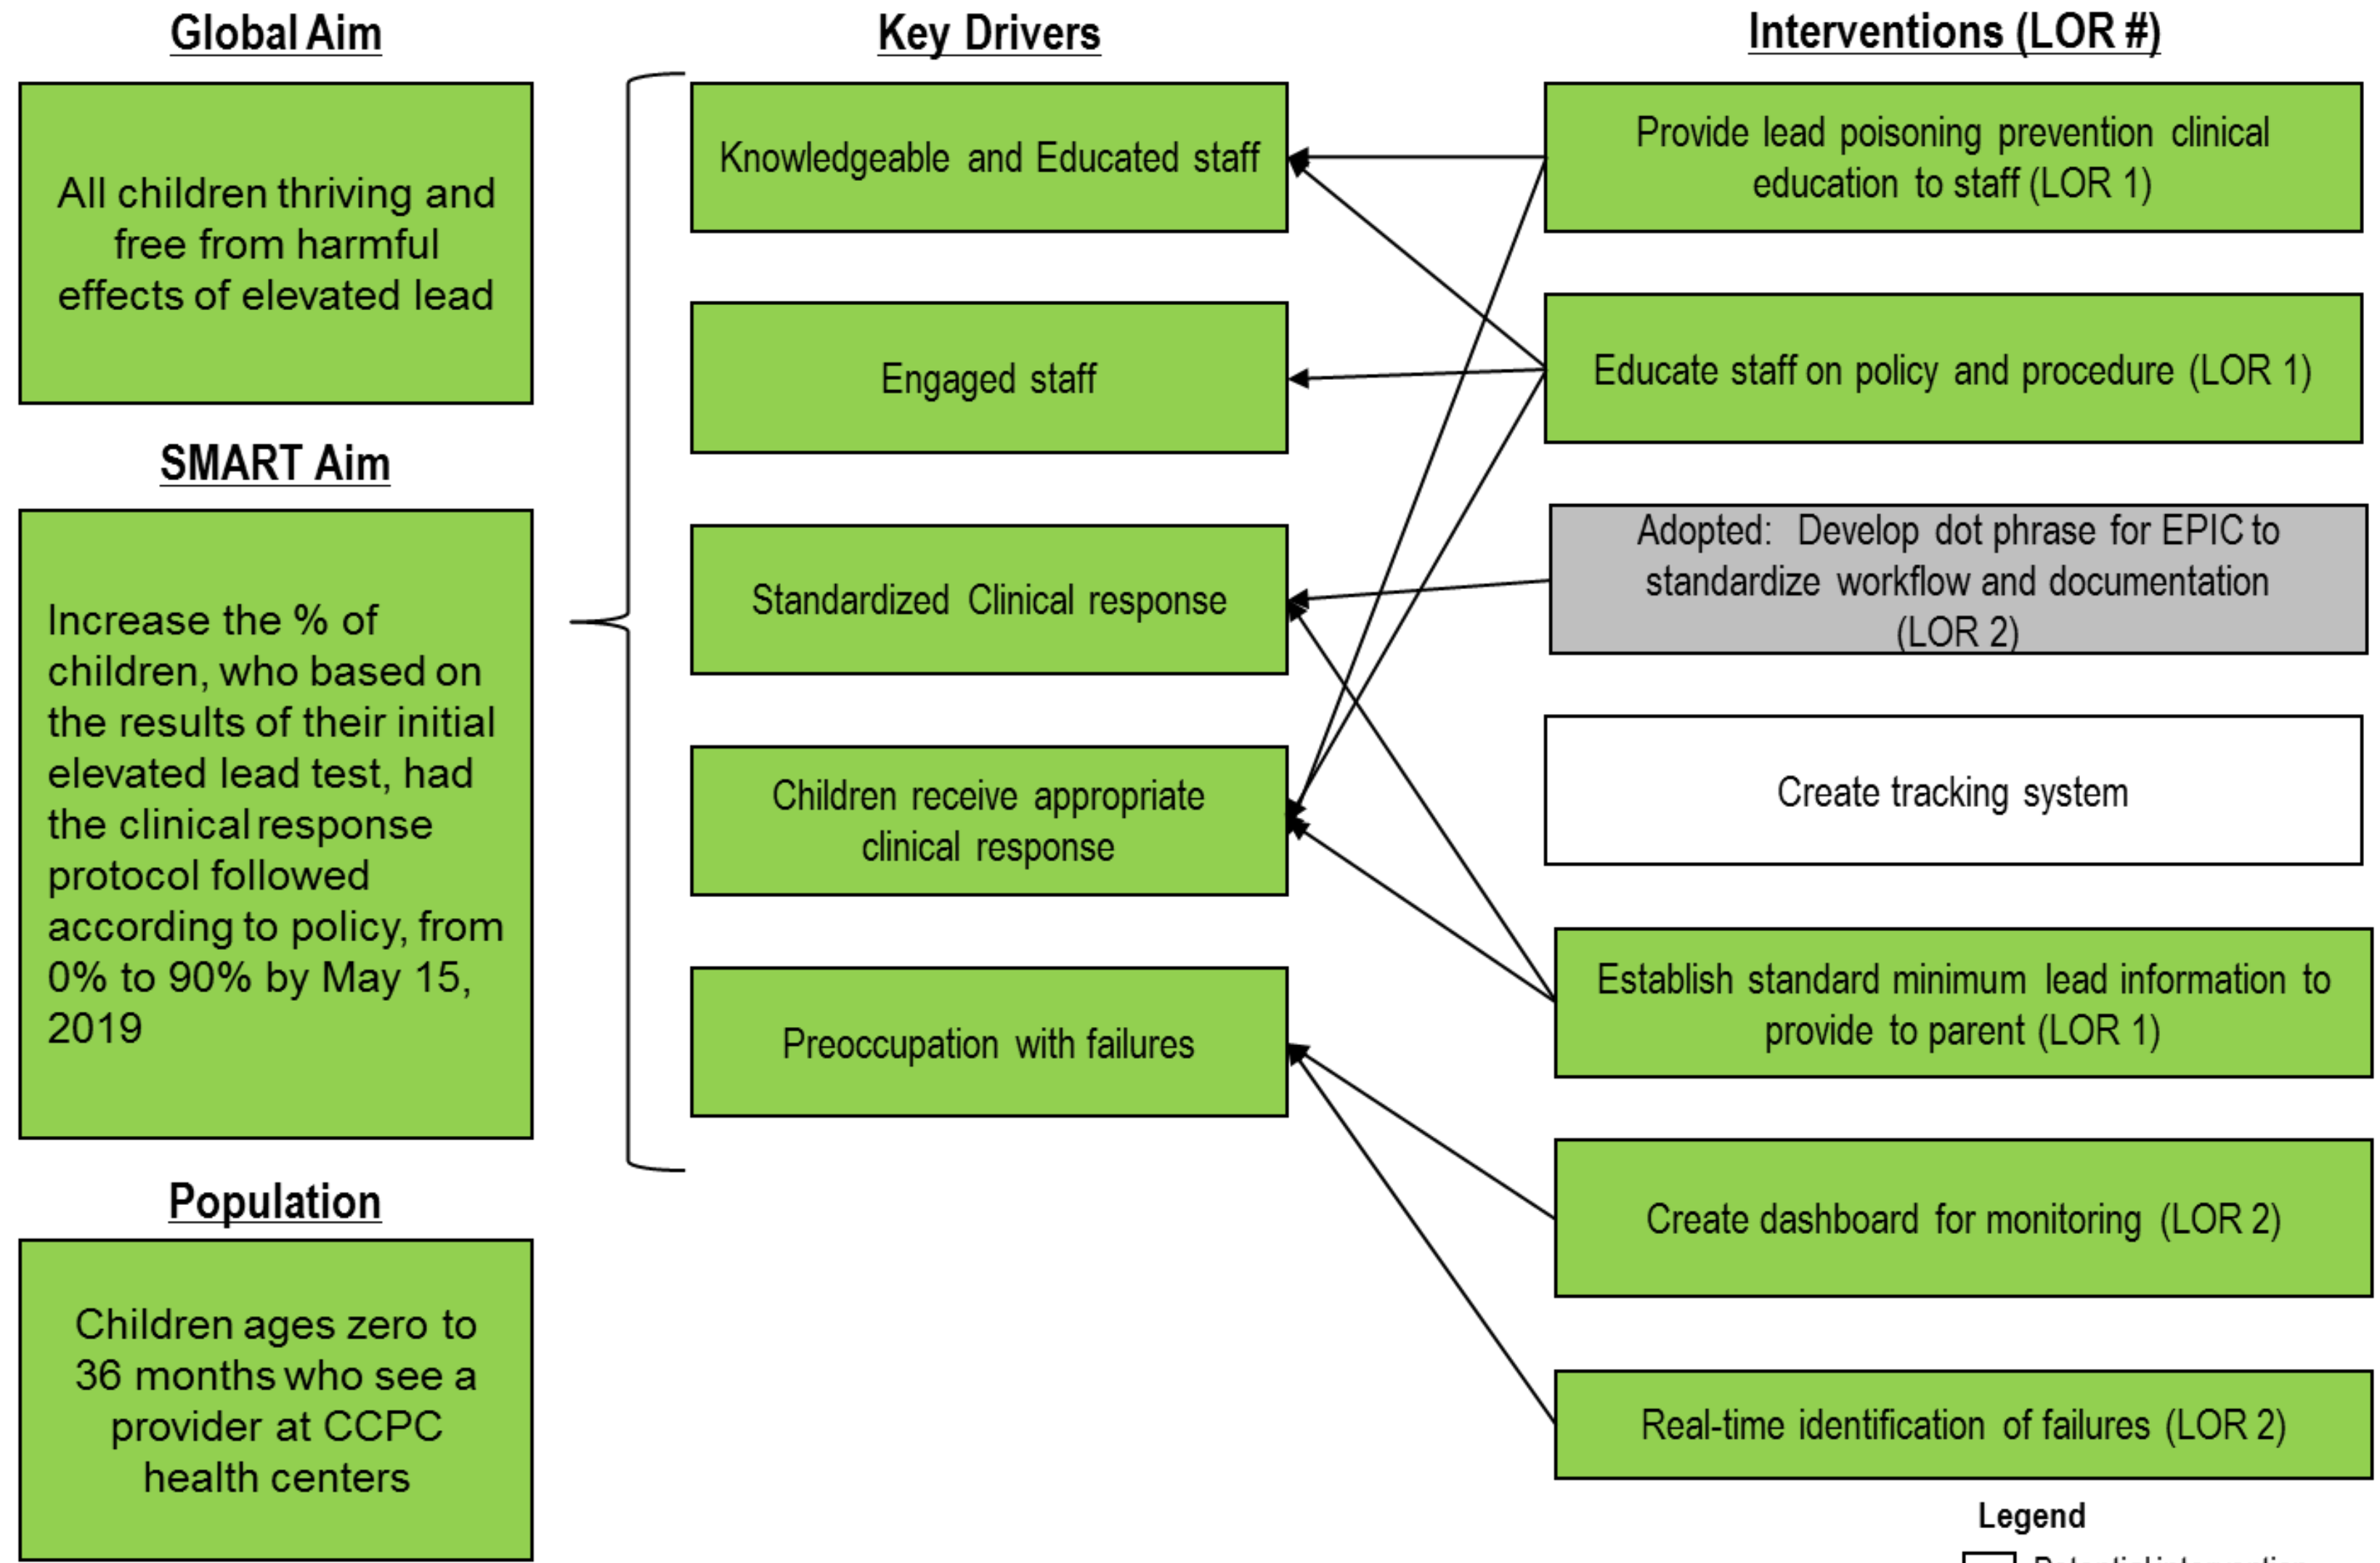 Global Aim
All children thriving and
free from harmful
effects of elevated lead
SMART Aim
Increase the % of
children, who based on
the results of their initial
elevated lead test, had
the clinical response
protocol followed
according to policy, from
0% to 90% by May 15,
2019
Population
Children ages zero to
36 months who see a
provider at CCPC
health centers
Key Drivers
Knowledgeable and Educated staff
Engaged staff
Standardized Clinical response
Children receive appropriate
clinical response
Preoccupation with failures
Interventions (LOR #)
Provide lead poisoning prevention clinical
education to staff (LOR 1)
Educate staff on policy and procedure (LOR 1)
Adopted: Develop dot phrase for EPIC to
standardize workflow and documentation
(LOR 2)
Create tracking system
Establish standard minimum lead information to
provide to parent (LOR 1)
Create dashboard for monitoring (LOR 2)
Real-time identification of failures (LOR 2)
Legend